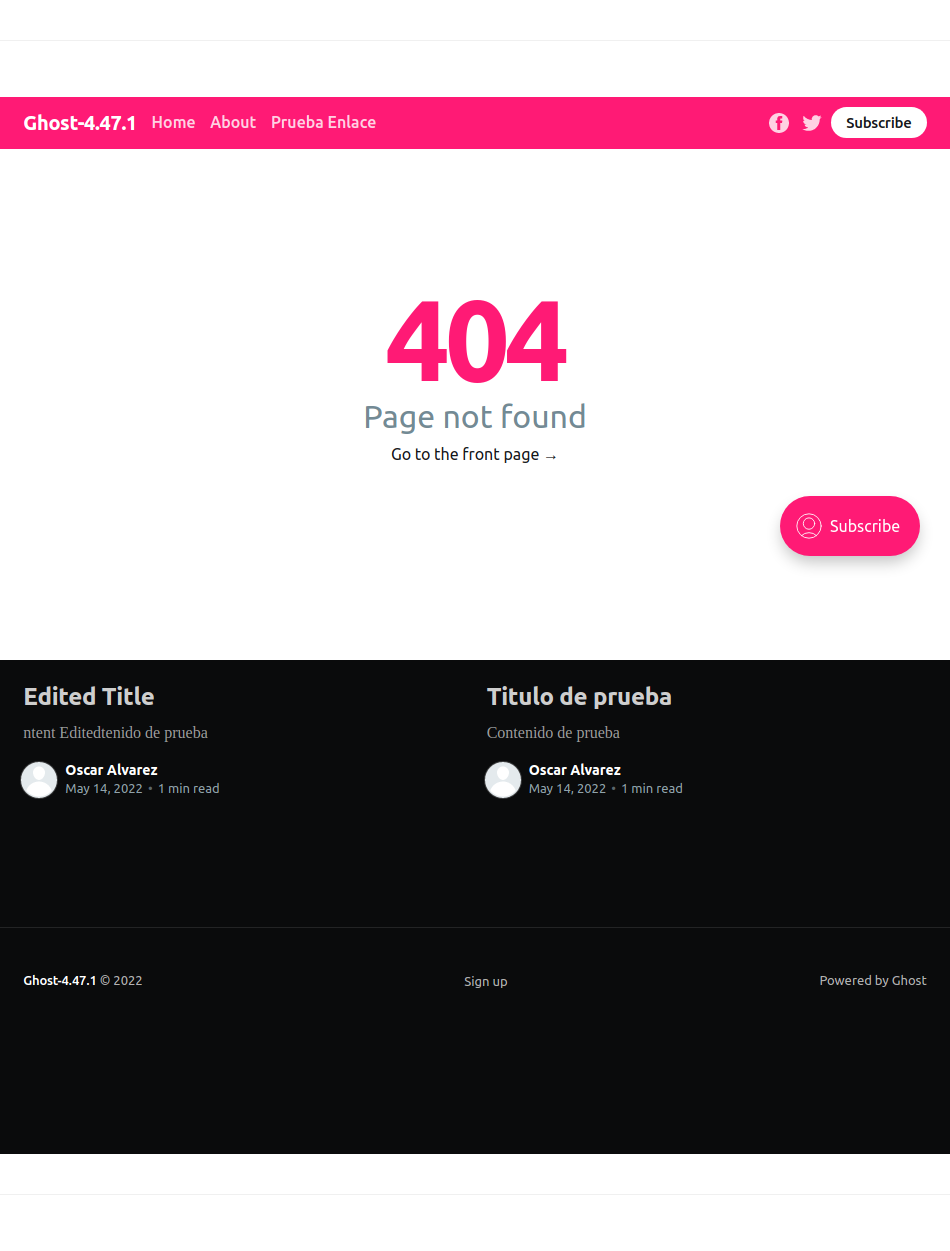 Ghost-4.47.1 Home About Prueba Enlace Subscribe
404
Page not found
Go to the front page →
Subscribe
Edited Title
ntent Editedtenido de prueba
Oscar Alvarez
May 14, 2022 • 1 min read
Titulo de prueba
Contenido de prueba
Oscar Alvarez
May 14, 2022 • 1 min read
Ghost-4.47.1 © 2022 Sign up Powered by Ghost